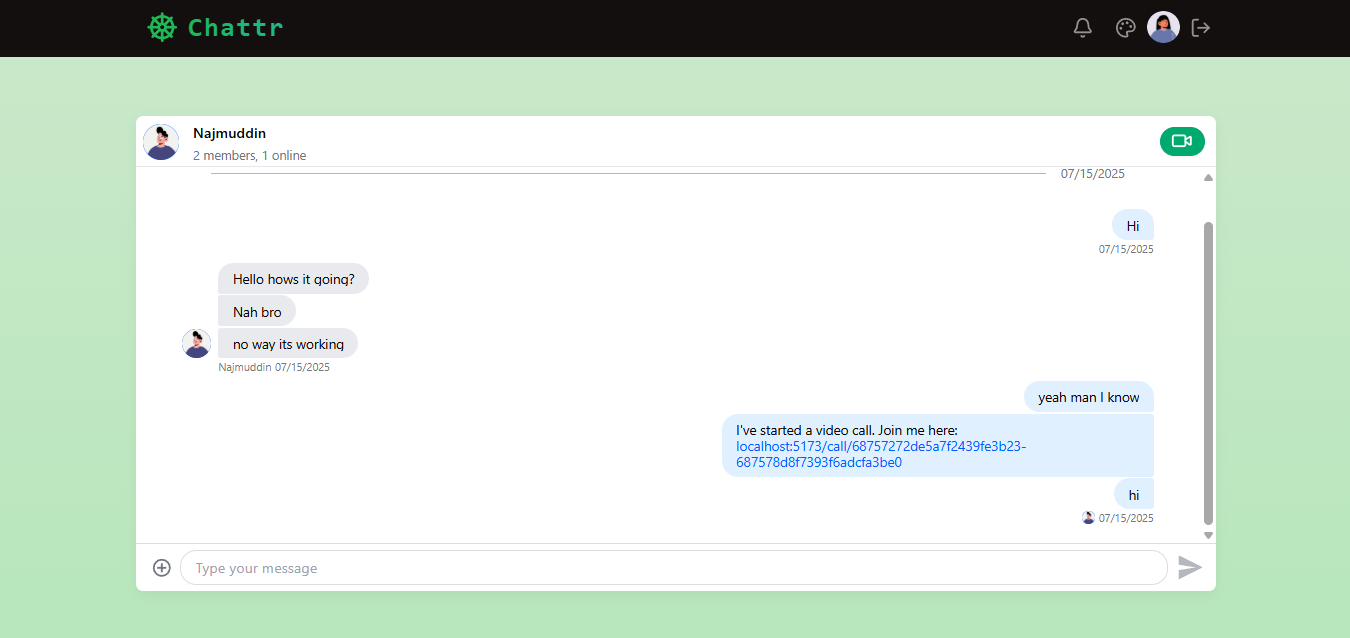 Chattr
Najmuddin
2 members, 1 online
07/15/2025
Hi
07/15/2025
Hello hows it going?
Nah bro
no way its working
Najmuddin 07/15/2025
yeah man I know
I've started a video call. Join me here:
localhost:5173/call/68757272de5a7f2439fe3b23-
687578d8f7393f6adcfa3be0
hi
07/15/2025
Type your message